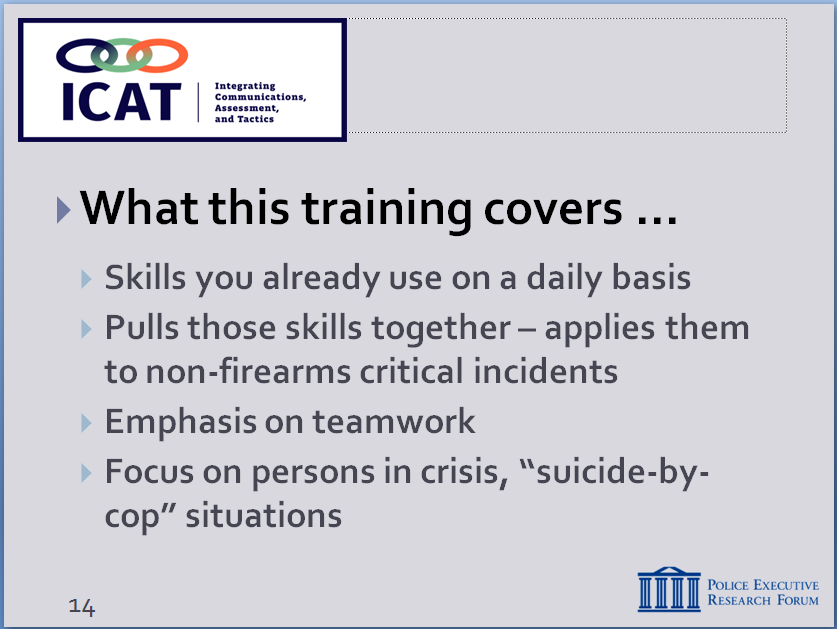 ICAT
Integrating
Communications,
Assessment,
and Tactics
What this training covers …
Skills you already use on a daily basis
Pulls those skills together – applies them
to non-firearms critical incidents
Emphasis on teamwork
Focus on persons in crisis, “suicide-by-
cop” situations
14
POLICE EXECUTIVE
RESEARCH FORUM